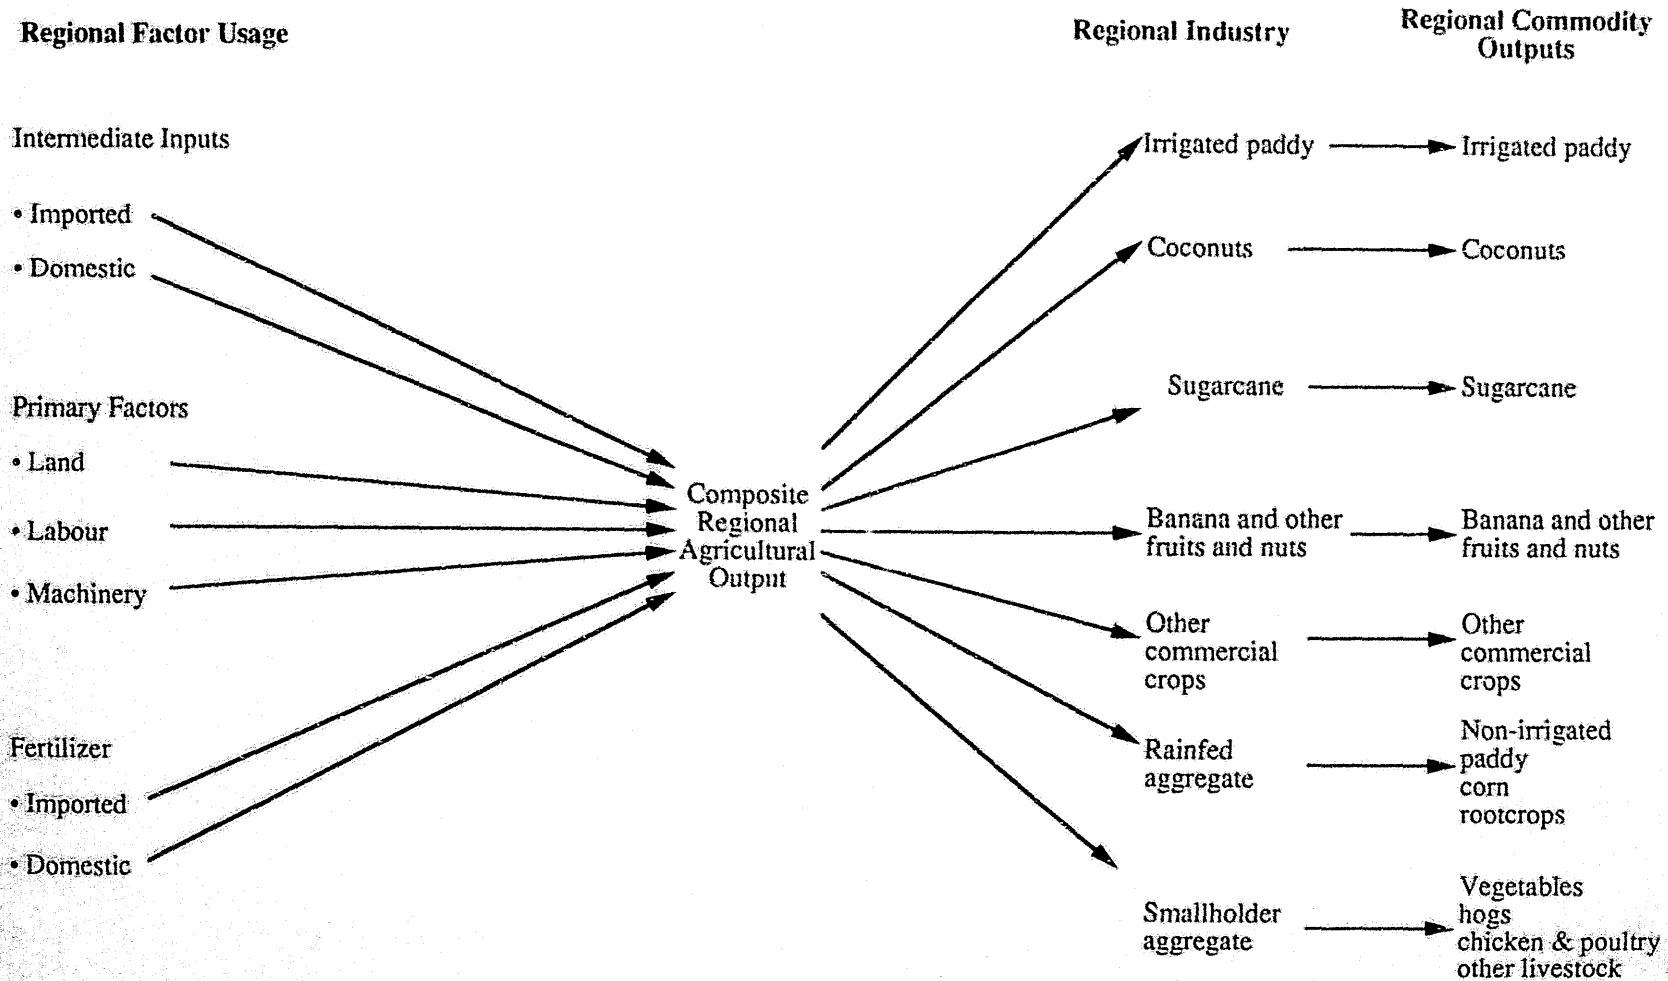 Regional Factor Usage
Regional Industry
Regional Commodity
Outputs
Intermediate Inputs
• Imported
• Domestic
Primary Factors
• Land
• Labour
• Machinery
Fertilizer
• Imported
• Domestic
Composite
Regional
Agricultural
Output
Irrigated paddy
Coconuts
Sugarcane
Banana and other
fruits and nuts
Other
commercial
crops
Rainfed
aggregate
Smallholder
aggregate
Irrigated paddy
Coconuts
Sugarcane
Banana and other
fruits and nuts
Other
commercial
crops
Non-irrigated
paddy
corn
rootcrops
Vegetables
hogs
chicken & poultry
other livestock